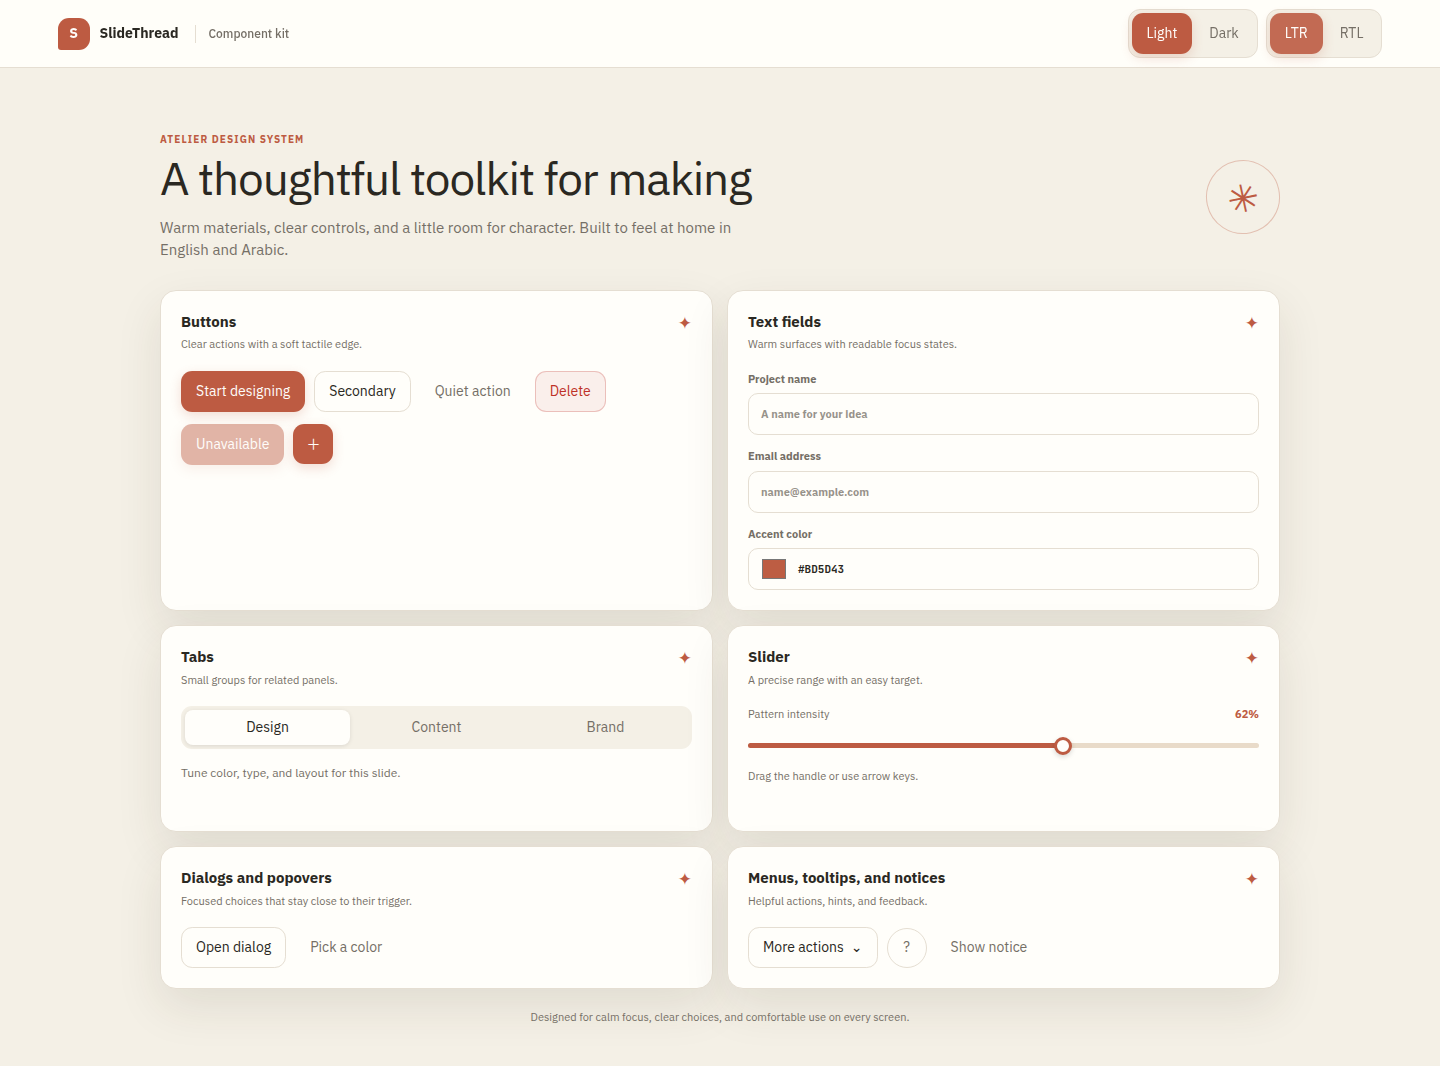 S SlideThread Component kit Light Dark LTR RTL
ATELIER DESIGN SYSTEM
A thoughtful toolkit for making
Warm materials, clear controls, and a little room for character. Built to feel at home in
English and Arabic.
Buttons
Clear actions with a soft tactile edge.
Start designing Secondary Quiet action Delete
Unavailable +
Text fields
Warm surfaces with readable focus states.
Project name
A name for your idea
Email address
name@example.com
Accent color
#BD5D43
Tabs
Small groups for related panels.
Design Content Brand
Tune color, type, and layout for this slide.
Slider
A precise range with an easy target.
Pattern intensity 62%
Drag the handle or use arrow keys.
Dialogs and popovers
Focused choices that stay close to their trigger.
Open dialog Pick a color
Menus, tooltips, and notices
Helpful actions, hints, and feedback.
More actions ? Show notice
Designed for calm focus, clear choices, and comfortable use on every screen.